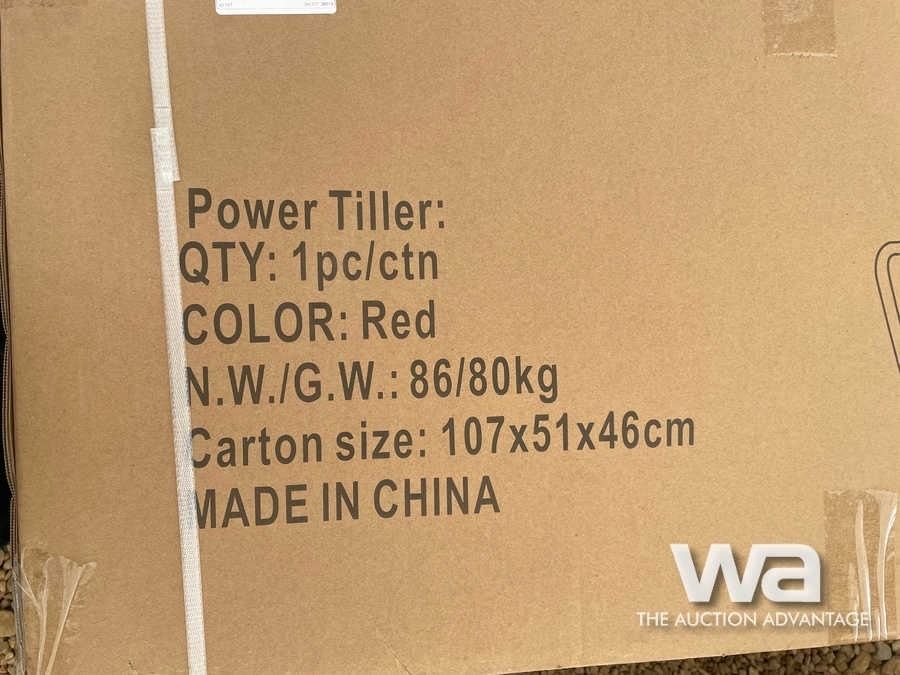 Power Tiller:
QTY: 1pc/ctn
COLOR: Red
N.W./G.W.: 86/80kg
Carton size: 107x51x46cm
MADE IN CHINA
wa
THE AUCTION ADVANTAGE